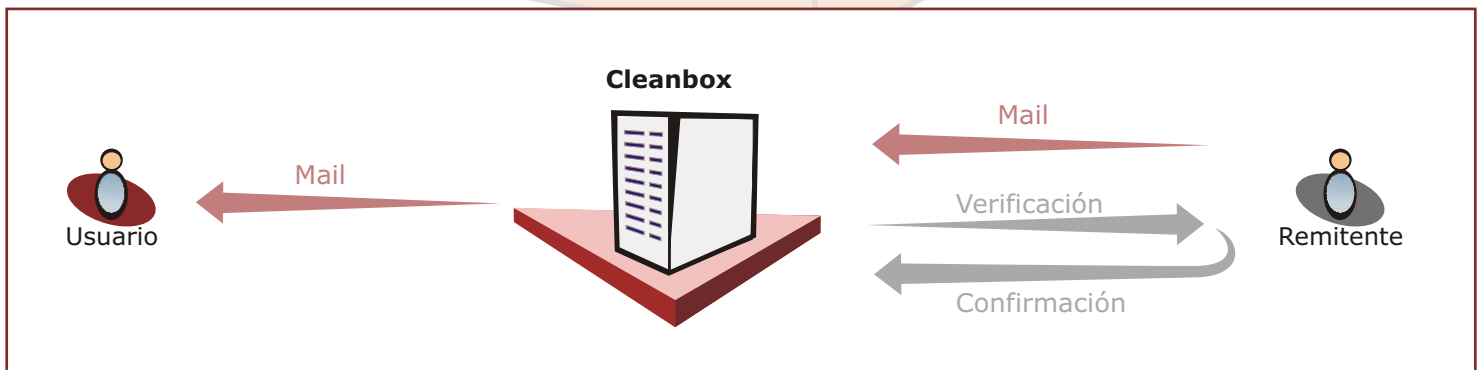 Cleanbox
Mail
Mail
Verificación
Usuario
Remitente
Confirmación